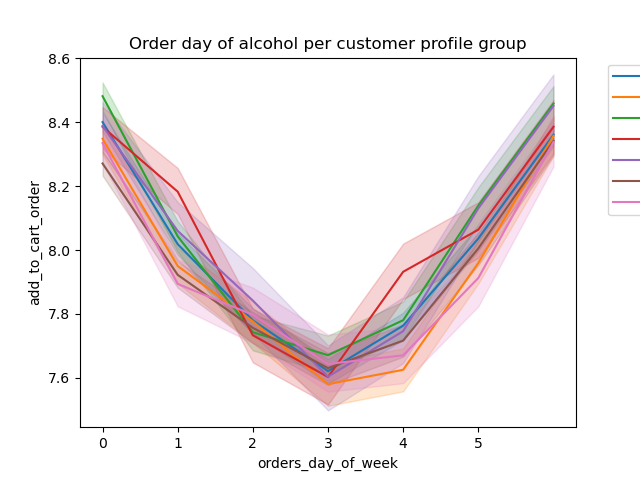 Order day of alcohol per customer profile group
8.6
8.4
8.2
8.0
7.8
7.6
add_to_cart_order
0 1 2 3 4 5
orders_day_of_week